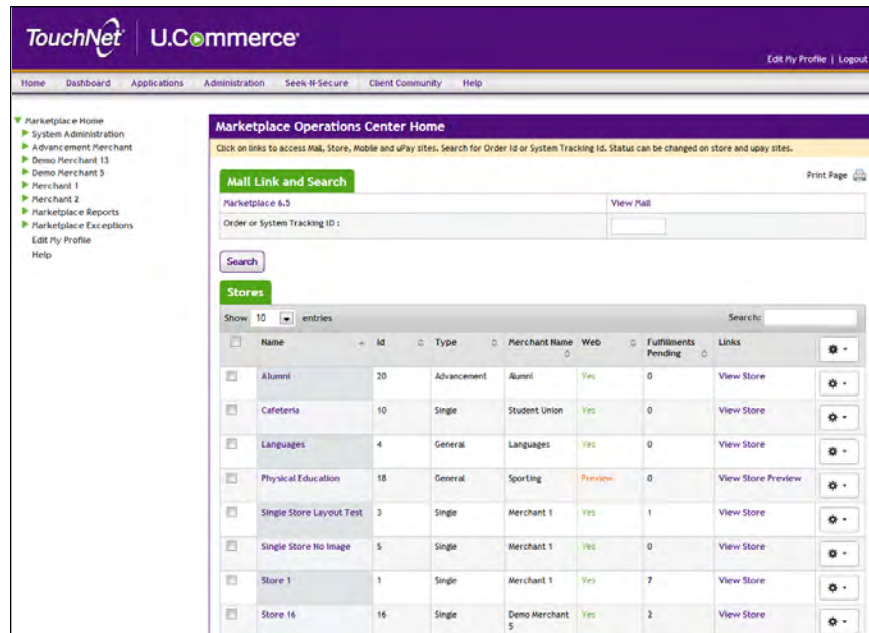 TouchNet® U.Commerce®
Edit My Profile | Logout
Home Dashboard Applications Administration Seek-N-Secure Client Community Help
Marketplace Home
System Administration
Advancement Merchant
Demo Merchant 13
Demo Merchant 5
Merchant 1
Merchant 2
Marketplace Reports
Marketplace Exceptions
Edit My Profile
Help
Marketplace Operations Center Home
Click on links to access Mall, Store, Mobile and uPay sites. Search for Order Id or System Tracking Id. Status can be changed on store and upay sites.
Mall Link and Search Print Page
Marketplace 6.5 View Mall
Order or System Tracking ID :
Search
Stores
Show 10 entries Search:
Name Id Type Merchant Name Web Fulfillments Pending Links
Alumni 20 Advancement Alumni Yes 0 View Store
Cafeteria 10 Single Student Union Yes 0 View Store
Languages 4 General Languages Yes 0 View Store
Physical Education 18 General Sporting Preview 0 View Store Preview
Single Store Layout Test 3 Single Merchant 1 Yes 1 View Store
Single Store No Image 5 Single Merchant 1 Yes 0 View Store
Store 1 1 Single Merchant 1 Yes 7 View Store
Store 16 16 Single Demo Merchant 5 Yes 2 View Store